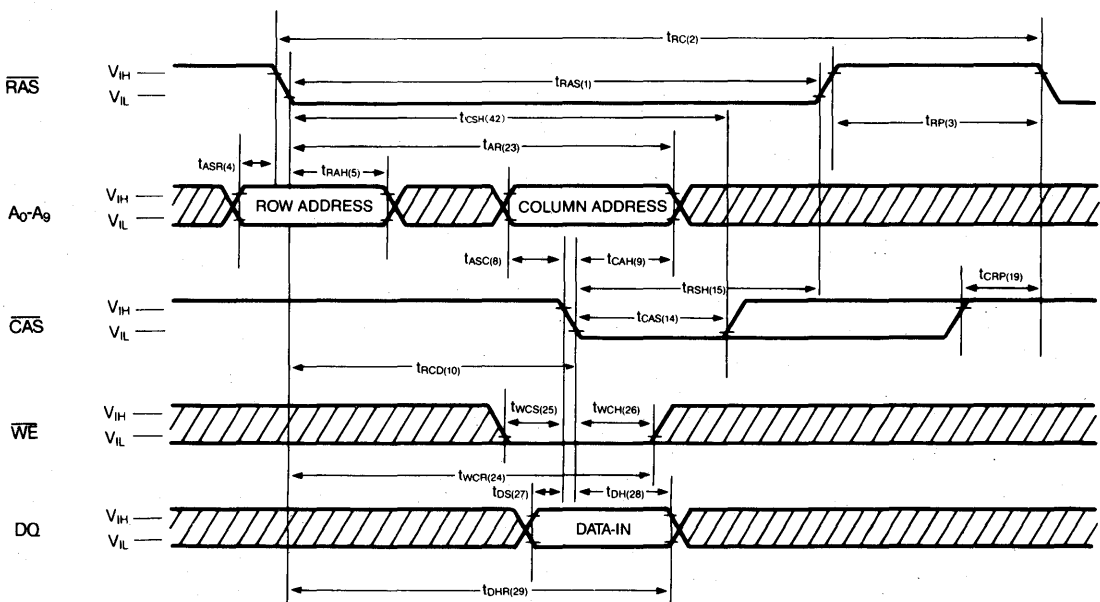 tRC(2)
RAS
VIH
VIL
tRAS(1)
tRP(3)
tCSH(42)
tAR(23)
tASR(4)
tRAH(5)
A0-A9
VIH
VIL
ROW ADDRESS
COLUMN ADDRESS
tASC(8)
tCAH(9)
tRSH(15)
tCRP(19)
CAS
VIH
VIL
tCAS(14)
tRCD(10)
WE
VIH
VIL
tWCS(25)
tWCH(26)
tWCR(24)
tDS(27)
tDH(28)
DQ
VIH
VIL
DATA-IN
tDHR(29)